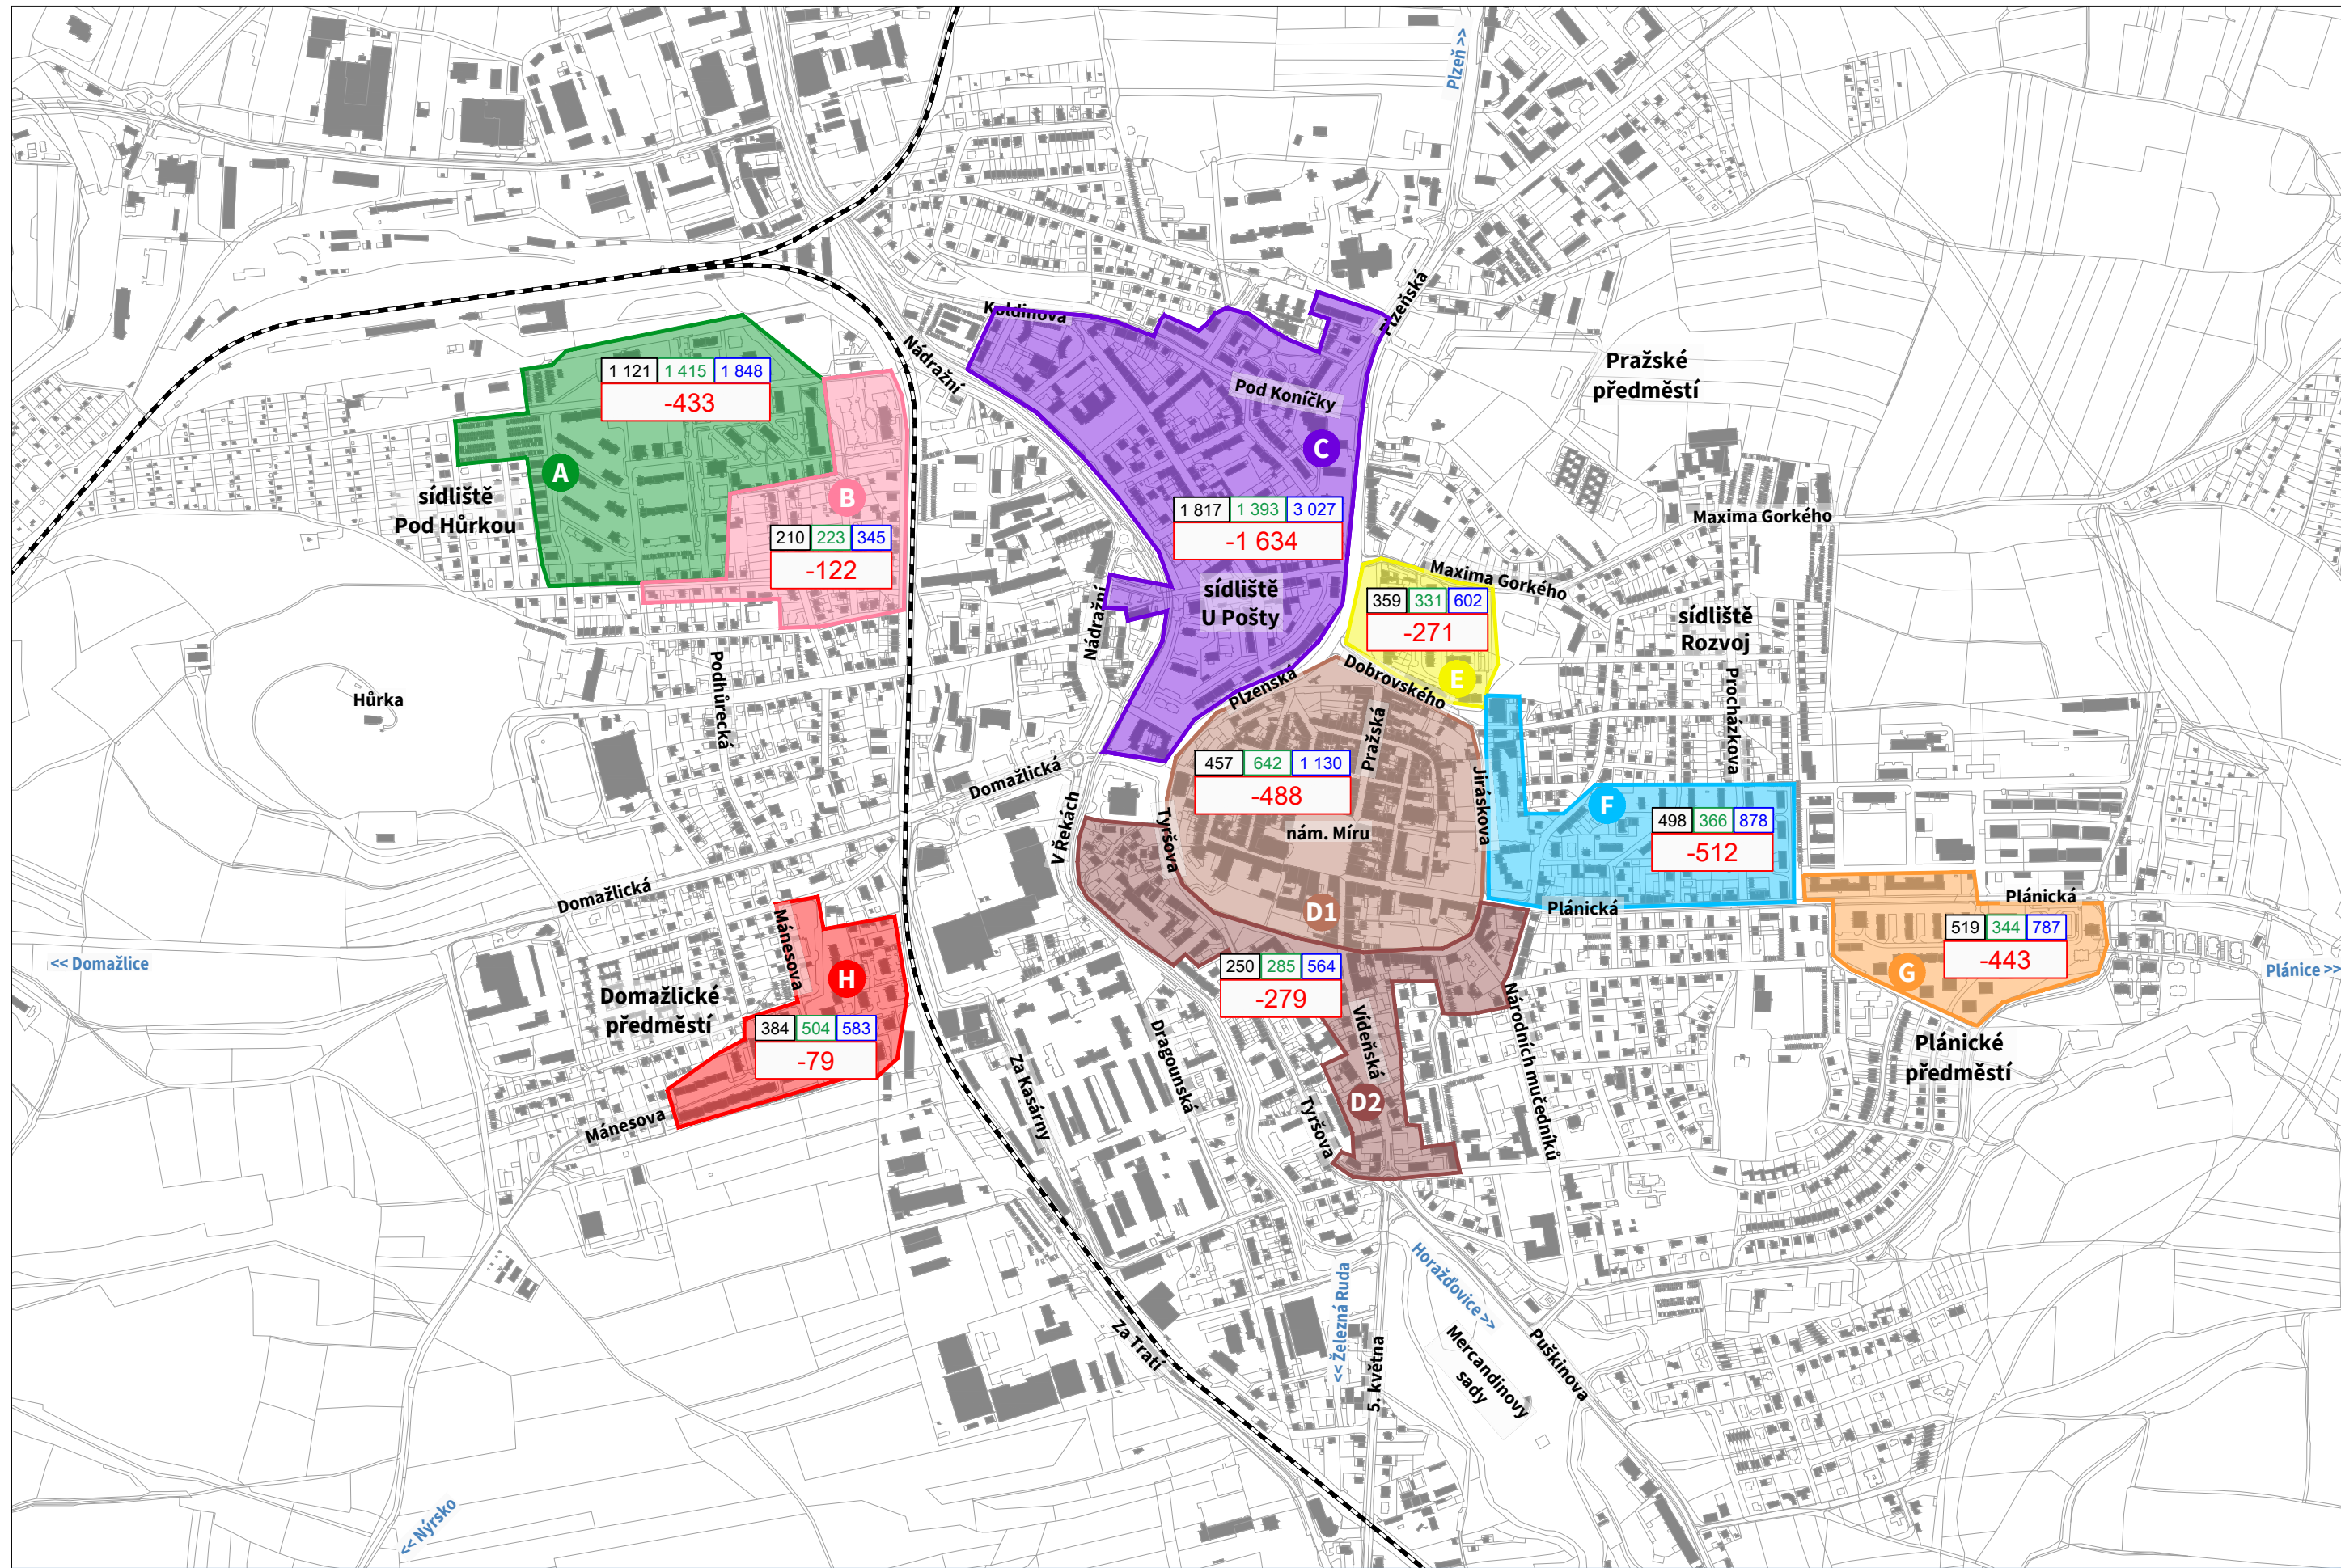 Plzeň >>
Koldinova
Plzeňská
Nádražní
Pražské
předměstí
1 121 1 415 1 848
-433
Pod Koníčky
C
A
B
sídliště
Pod Hůrkou
1 817 1 393 3 027
-1 634
Maxima Gorkého
210 223 345
-122
Maxima Gorkého
sídliště
U Pošty
359 331 602
-271
Nádražní
sídliště
Rozvoj
Podhůrecká
Hůrka
Plzeňská
Dobrovského
E
Procházkova
Pražská
457 642 1 130
-488
Domažlická
Jiráskova
F
V Řekách
Tyršova
nám. Míru
498 366 878
-512
Domažlická
Plánická
Plánická
D1
Mánesova
519 344 787
-443
<< Domažlice
H
250 285 564
-279
G
Plánice >>
Domažlické
předměstí
384 504 583
-79
Národních mučedníků
Vídeňská
Dragounská
Plánické
předměstí
Za Kasárny
D2
Mánesova
Tyršova
Horažďovice >>
<< Železná Ruda
Za Tratí
5. května
Mercandinovy
sady
Puškinova
<< Nýrsko